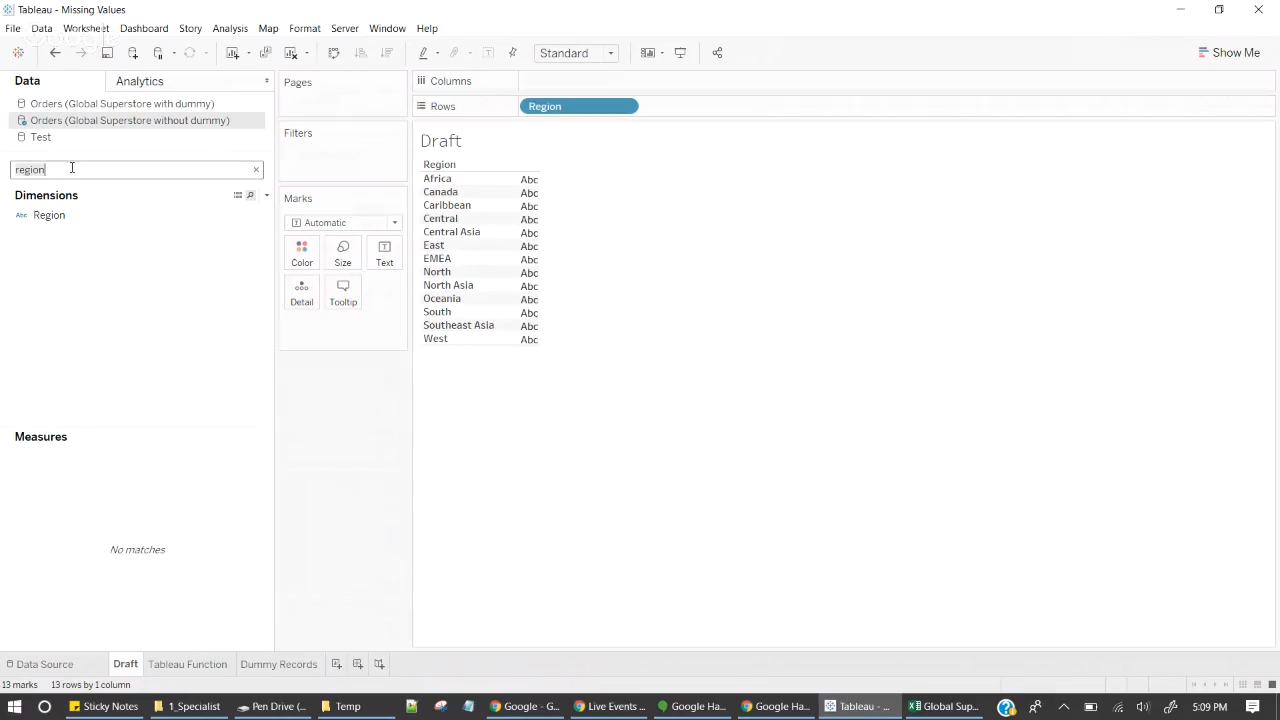 Tableau - Missing Values
File Data Worksheet Dashboard Story Analysis Map Format Server Window Help
Standard
Show Me
Data
Analytics
Pages
Columns
Orders (Global Superstore with dummy)
Rows
Region
Orders (Global Superstore without dummy)
Filters
Test
Draft
region
Region
Dimensions
Marks
Abc Region
Automatic
Color
Size
Text
Detail
Tooltip
Africa Abc
Canada Abc
Caribbean Abc
Central Abc
Central Asia Abc
East Abc
EMEA Abc
North Abc
North Asia Abc
Oceania Abc
South Abc
Southeast Asia Abc
West Abc
Measures
No matches
Data Source
Draft
Tableau Function
Dummy Records
13 marks 13 rows by 1 column
Sticky Notes
1_Specialist
Pen Drive (...
Temp
Google - G...
Live Events ...
Google Ha...
Google Ha...
Tableau - ...
Global Sup...
5:09 PM